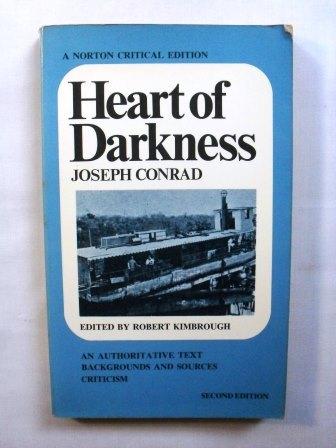 A NORTON CRITICAL EDITION
Heart of
Darkness
JOSEPH CONRAD
EDITED BY ROBERT KIMBROUGH
AN AUTHORITATIVE TEXT
BACKGROUNDS AND SOURCES
CRITICISM
SECOND EDITION